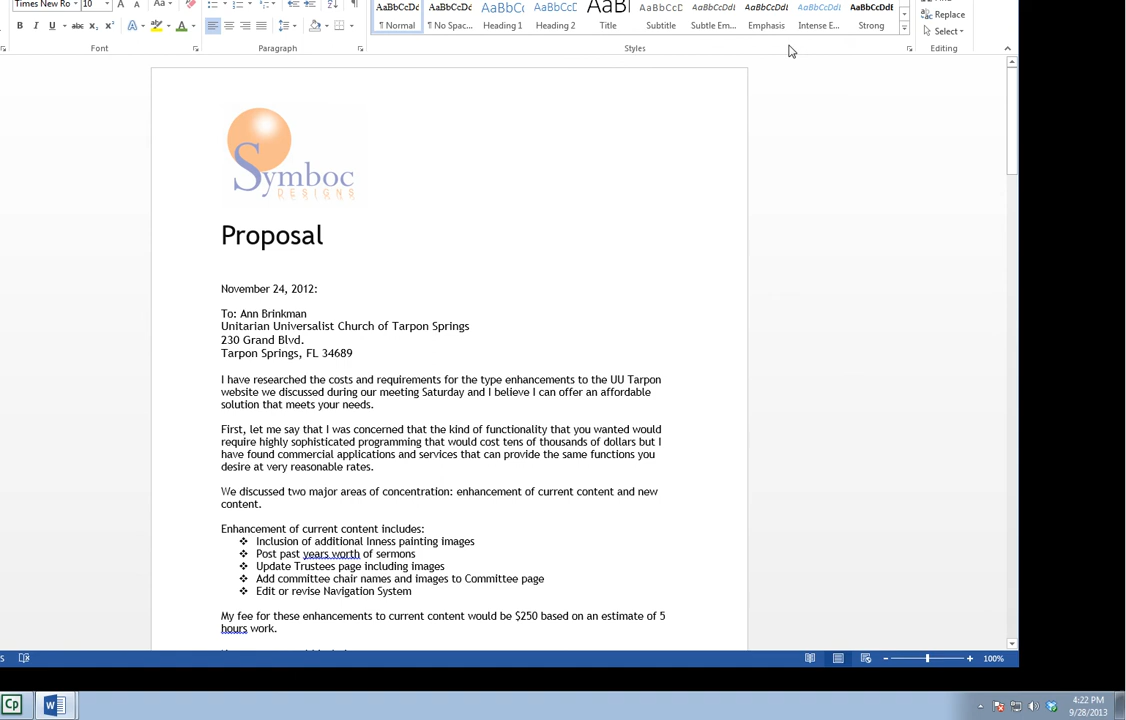 Times New Ro 10 A A Aa
AaBbCcDc AaBbCcDc AaBbCc AaBbCcD AaBl AaBbCcD AaBbCcDdl AaBbCcDdl AaBbCcDdl AaBbCcDdE
B I U abc x₂ x² A A
¶ Normal ¶ No Spac... Heading 1 Heading 2 Title Subtitle Subtle Em... Emphasis Intense E... Strong
Replace
Select
Font Paragraph Styles Editing
Symboc
DESIGNS
Proposal
November 24, 2012:
To: Ann Brinkman
Unitarian Universalist Church of Tarpon Springs
230 Grand Blvd.
Tarpon Springs, FL 34689
I have researched the costs and requirements for the type enhancements to the UU Tarpon
website we discussed during our meeting Saturday and I believe I can offer an affordable
solution that meets your needs.
First, let me say that I was concerned that the kind of functionality that you wanted would
require highly sophisticated programming that would cost tens of thousands of dollars but I
have found commercial applications and services that can provide the same functions you
desire at very reasonable rates.
We discussed two major areas of concentration: enhancement of current content and new
content.
Enhancement of current content includes:
❖ Inclusion of additional Inness painting images
❖ Post past years worth of sermons
❖ Update Trustees page including images
❖ Add committee chair names and images to Committee page
❖ Edit or revise Navigation System
My fee for these enhancements to current content would be $250 based on an estimate of 5
hours work.
S 100%
Cp W 4:22 PM
9/28/2013